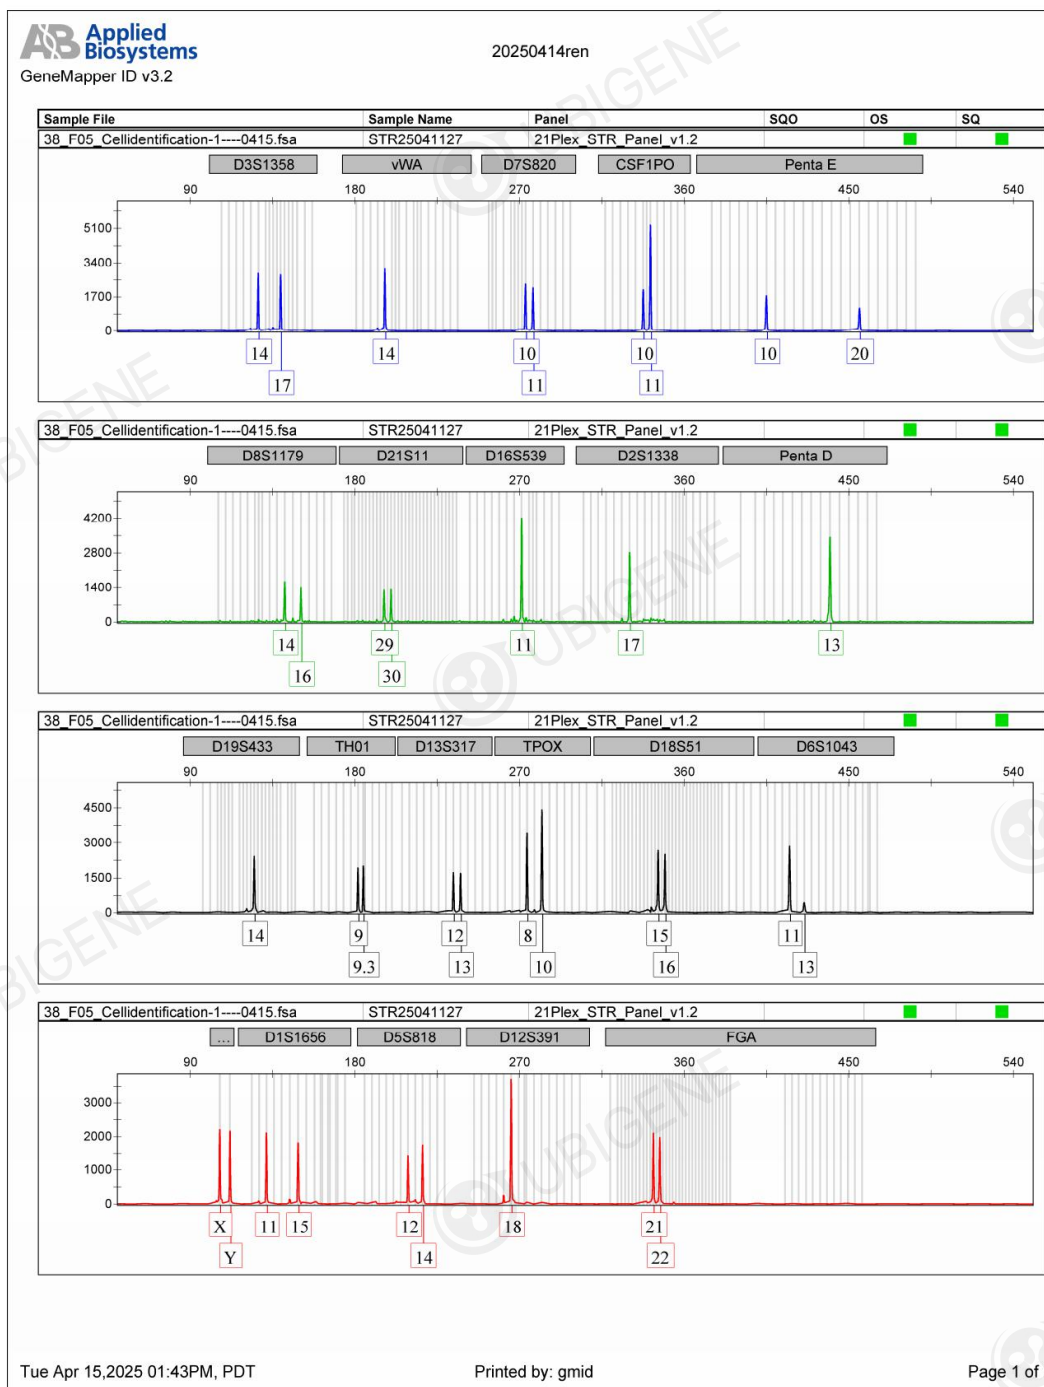 AB Applied Biosystems
20250414ren
GeneMapper ID v3.2
Sample File Sample Name Panel SQO OS SQ
38_F05_Cellidentification-1----0415.fsa STR25041127 21Plex_STR_Panel_v1.2
D3S1358 vWA D7S820 CSF1PO Penta E
90 180 270 360 450 540
5100
3400
1700
0
14 14 10 10 10 20
17 11 11
38_F05_Cellidentification-1----0415.fsa STR25041127 21Plex_STR_Panel_v1.2
D8S1179 D21S11 D16S539 D2S1338 Penta D
90 180 270 360 450 540
4200
2800
1400
0
14 29 11 17 13
16 30
38_F05_Cellidentification-1----0415.fsa STR25041127 21Plex_STR_Panel_v1.2
D19S433 TH01 D13S317 TPOX D18S51 D6S1043
90 180 270 360 450 540
4500
3000
1500
0
14 9 12 8 15 11
9.3 13 10 16 13
38_F05_Cellidentification-1----0415.fsa STR25041127 21Plex_STR_Panel_v1.2
... D1S1656 D5S818 D12S391 FGA
90 180 270 360 450 540
3000
2000
1000
0
X 11 15 12 18 21
Y 14 22
Tue Apr 15,2025 01:43PM, PDT Printed by: gmid Page 1 of
UBIGENE
UBIGENE
UBIGENE
UBIGENE
UBIGENE